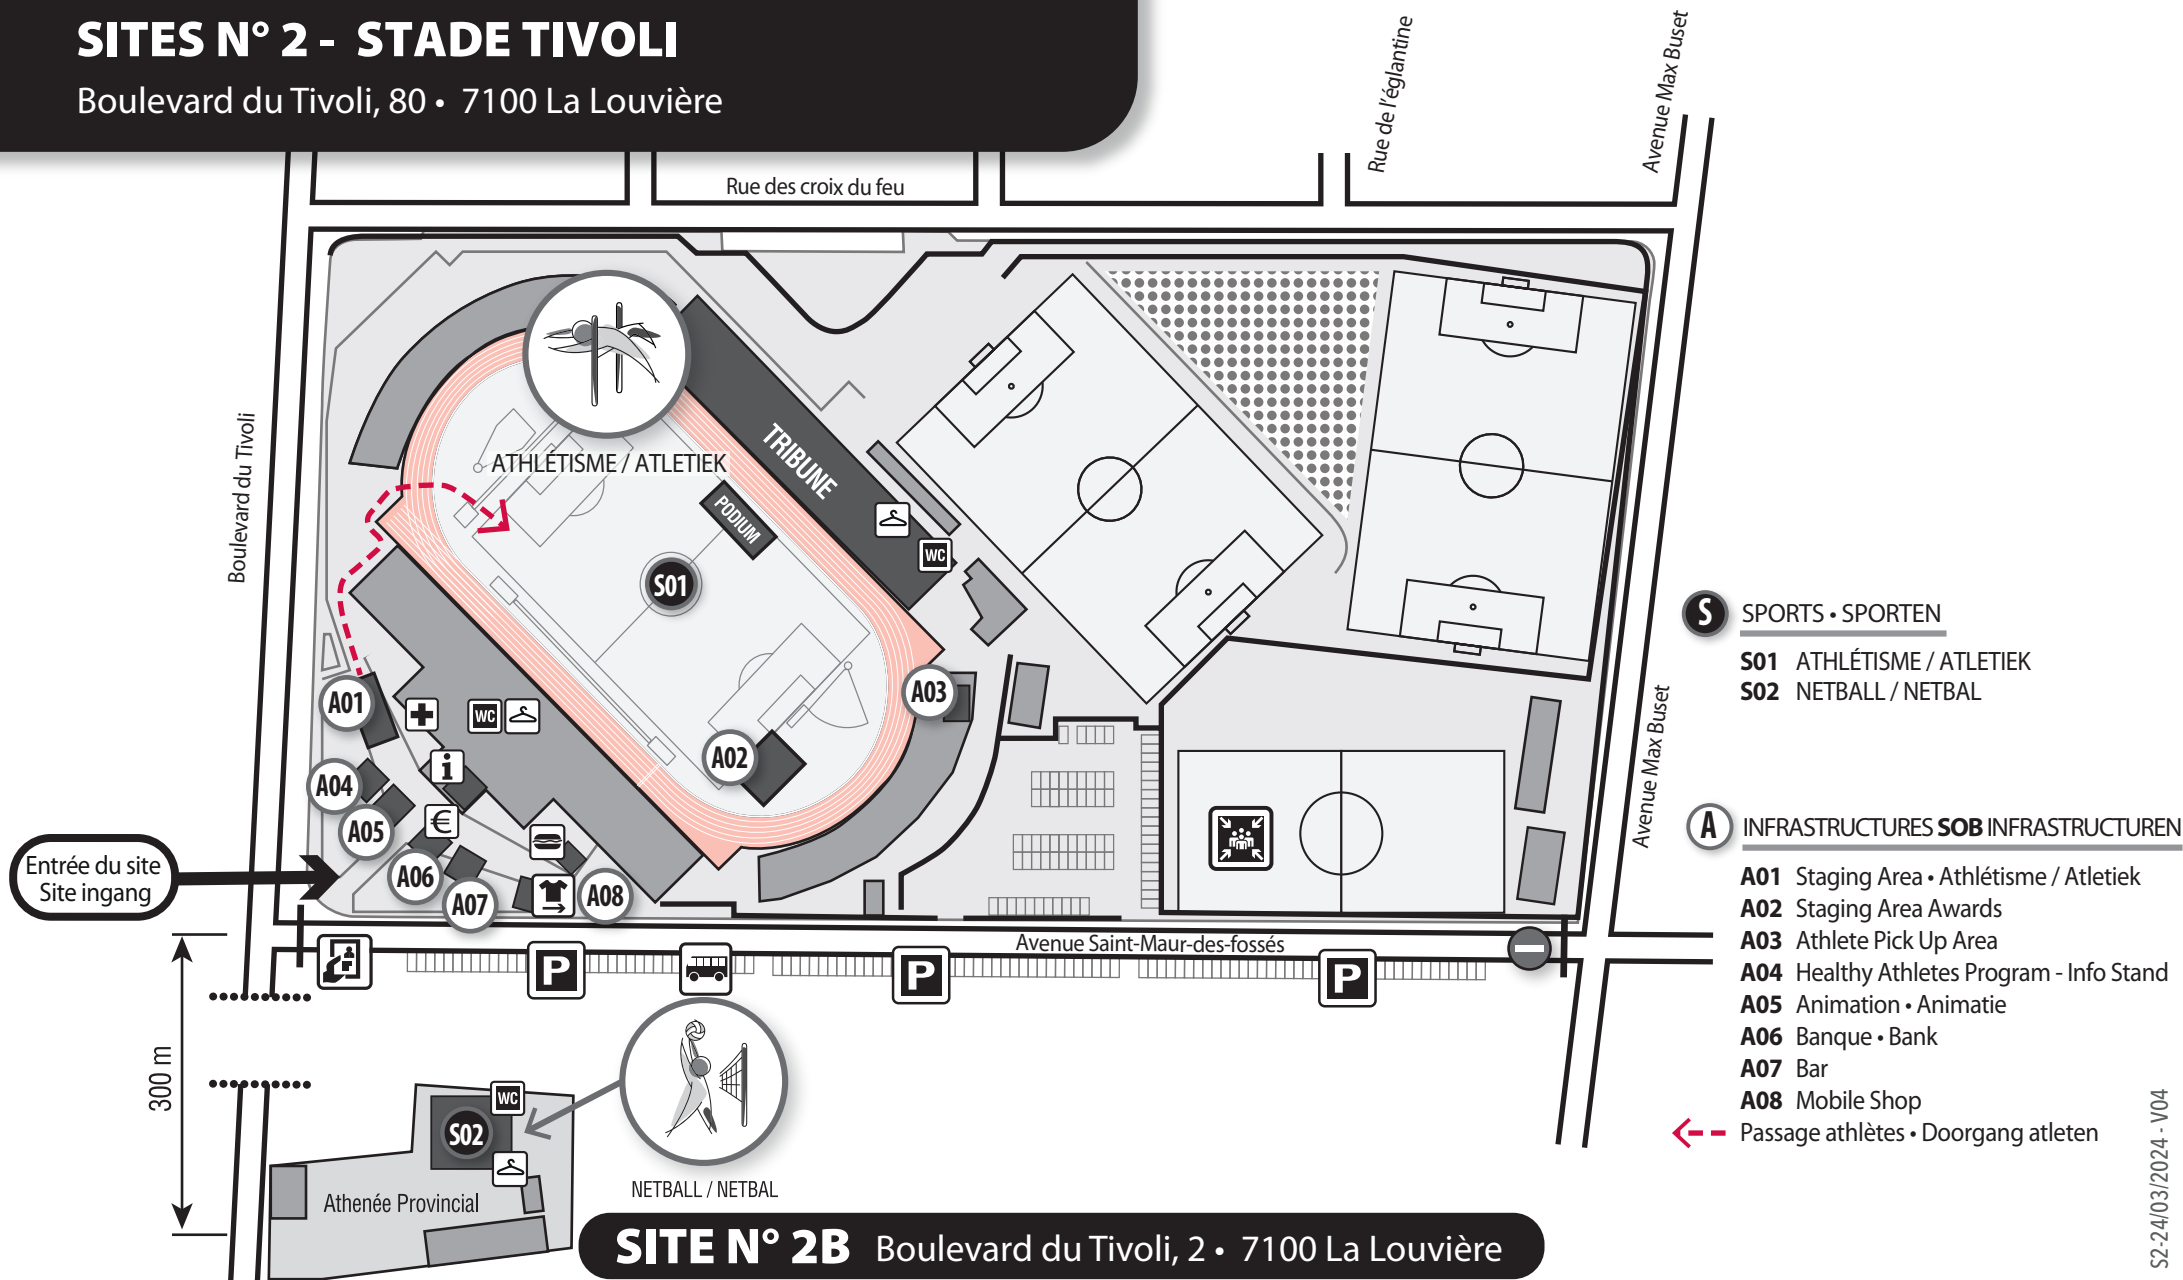 SITES N° 2 - STADE TIVOLI
Boulevard du Tivoli, 80 • 7100 La Louvière
Rue de l'églantine
Avenue Max Buset
Rue des croix du feu
Boulevard du Tivoli
ATHLÉTISME / ATLETIEK
TRIBUNE
PODIUM
WC
S01
A01
WC
A02
A03
A04
i
A05
€
A06
A07
A08
Entrée du site
Site ingang
Avenue Max Buset
Avenue Saint-Maur-des-fossés
P
P
P
300 m
WC
S02
Athenée Provincial
NETBALL / NETBAL
SITE N° 2B Boulevard du Tivoli, 2 • 7100 La Louvière
S SPORTS • SPORTEN
S01 ATHLÉTISME / ATLETIEK
S02 NETBALL / NETBAL
A INFRASTRUCTURES SOB INFRASTRUCTUREN
A01 Staging Area • Athlétisme / Atletiek
A02 Staging Area Awards
A03 Athlete Pick Up Area
A04 Healthy Athletes Program - Info Stand
A05 Animation • Animatie
A06 Banque • Bank
A07 Bar
A08 Mobile Shop
Passage athlètes • Doorgang atleten
S2-24/03/2024 - V04